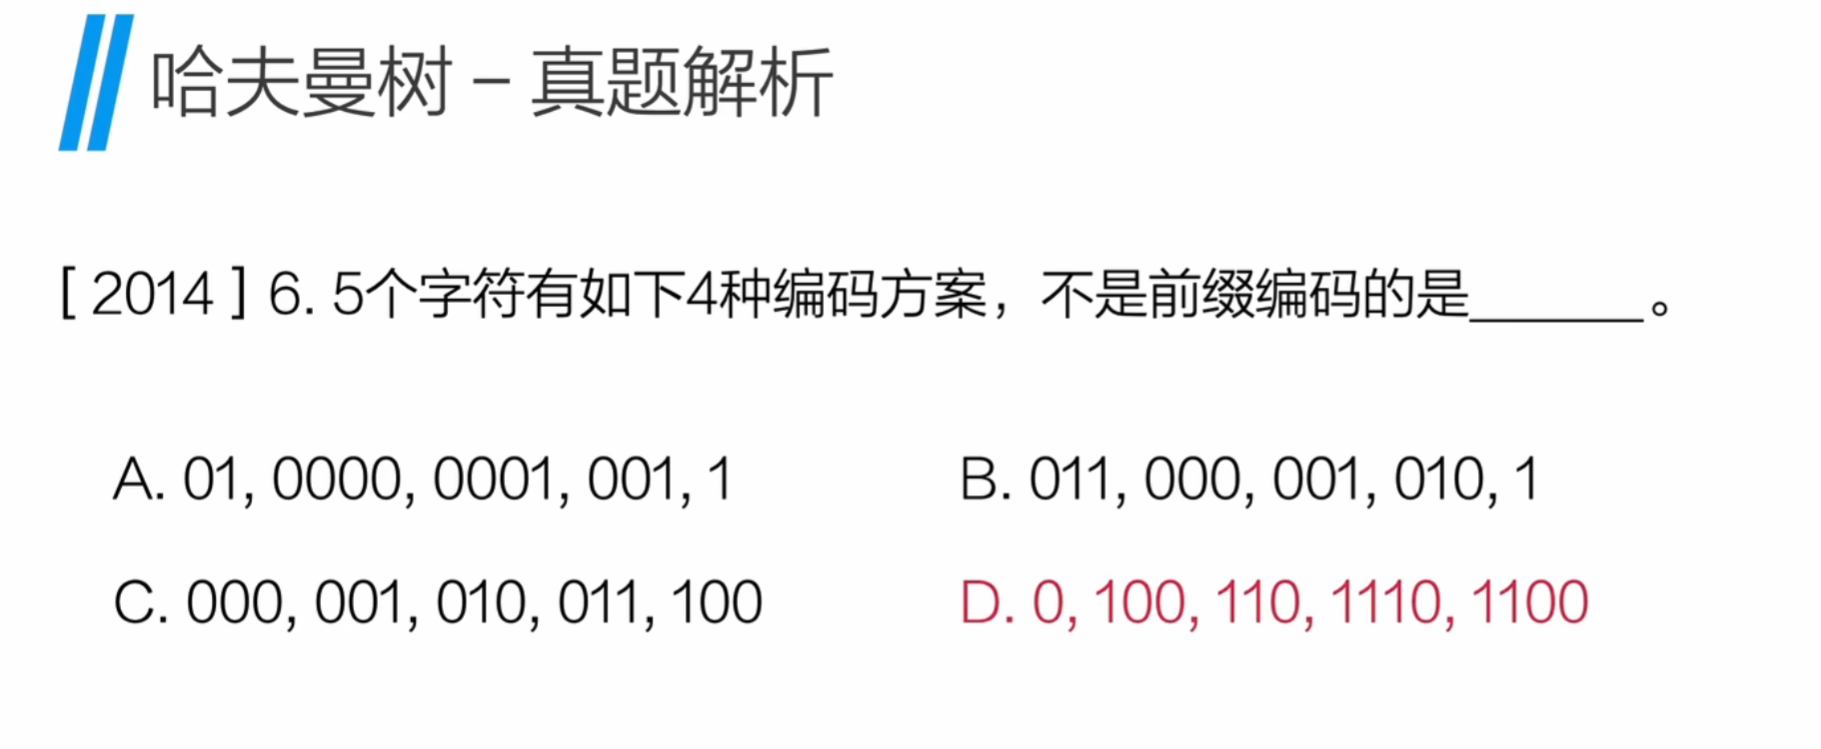 哈夫曼树 – 真题解析
[ 2014 ] 6. 5个字符有如下4种编码方案，不是前缀编码的是______。
A. 01, 0000, 0001, 001, 1
B. 011, 000, 001, 010, 1
C. 000, 001, 010, 011, 100
D. 0, 100, 110, 1110, 1100